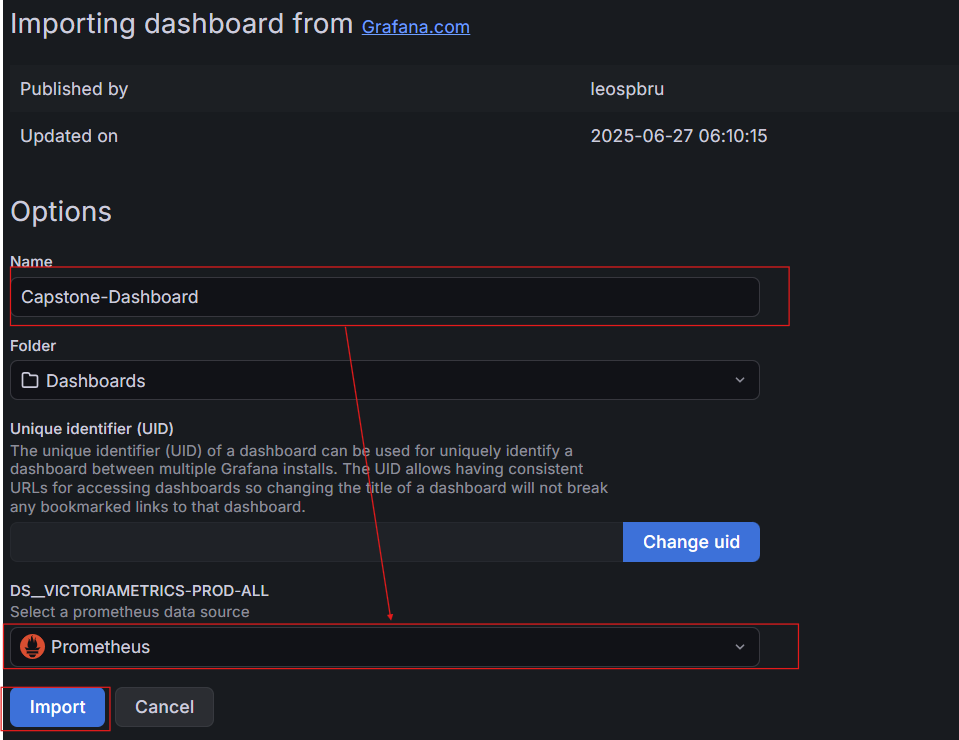 Importing dashboard from Grafana.com
Published by leospbru
Updated on 2025-06-27 06:10:15
Options
Name
Capstone-Dashboard
Folder
Dashboards
Unique identifier (UID)
The unique identifier (UID) of a dashboard can be used for uniquely identify a
dashboard between multiple Grafana installs. The UID allows having consistent
URLs for accessing dashboards so changing the title of a dashboard will not break
any bookmarked links to that dashboard.
Change uid
DS__VICTORIAMETRICS-PROD-ALL
Select a prometheus data source
Prometheus
Import Cancel